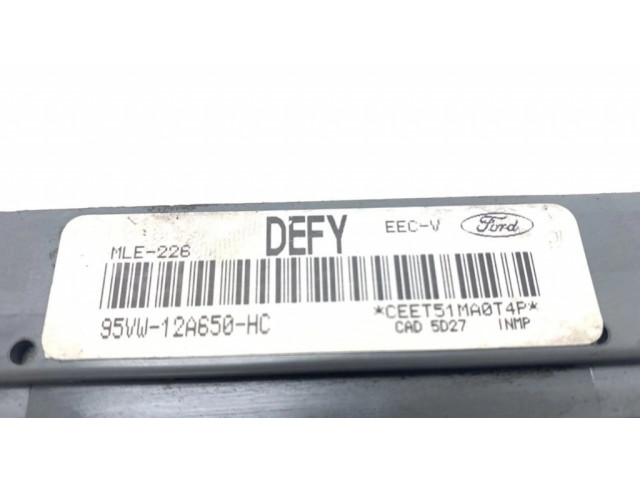 MLE-226 DEFY EEC-V Ford
95VW-12A650-HC *CEET51MA0T4P*
CAD 5D27 INMP